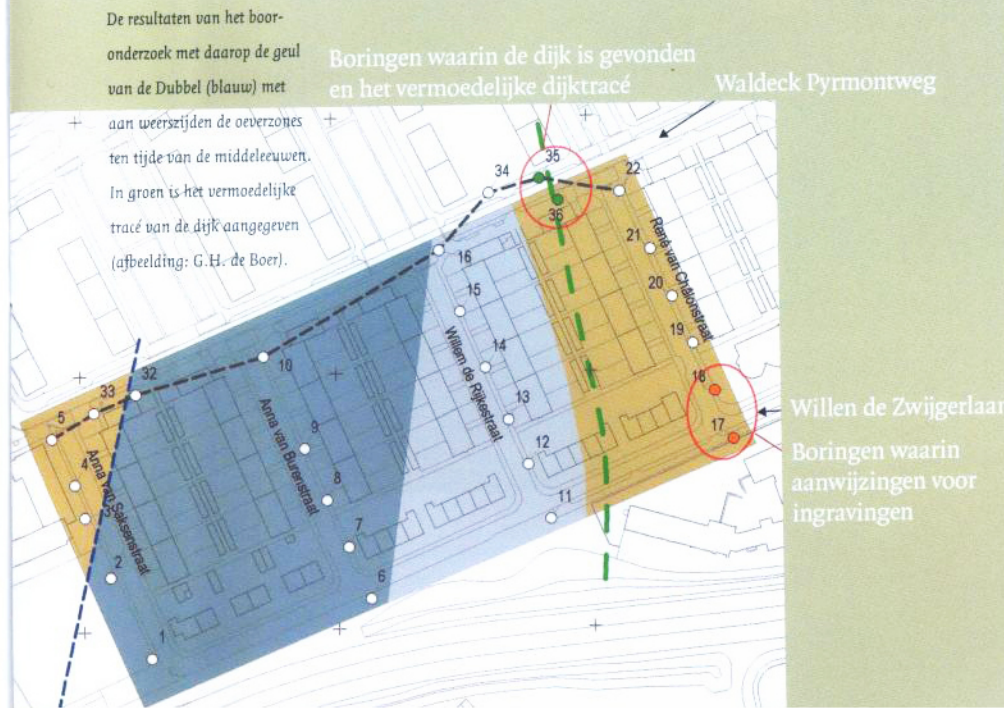 De resultaten van het boor-
onderzoek met daarop de geul
van de Dubbel (blauw) met
aan weerszijden de oeverzones
ten tijde van de middeleeuwen.
In groen is het vermoedelijke
tracé van de dijk aangegeven
(afbeelding: G.H. de Boer).
Boringen waarin de dijk is gevonden
en het vermoedelijke dijktracé
Waldeck Pyrmontweg
34
35
22
36
16
21
15
20
René van Châlonstraat
19
14
Willem de Rijkestraat
18
13
17
10
32
33
5
9
Anna van Burenstraat
12
4
8
11
3
Anna van Saksenstraat
7
2
6
1
Willen de Zwijgerlaan
Boringen waarin
aanwijzingen voor
ingravingen